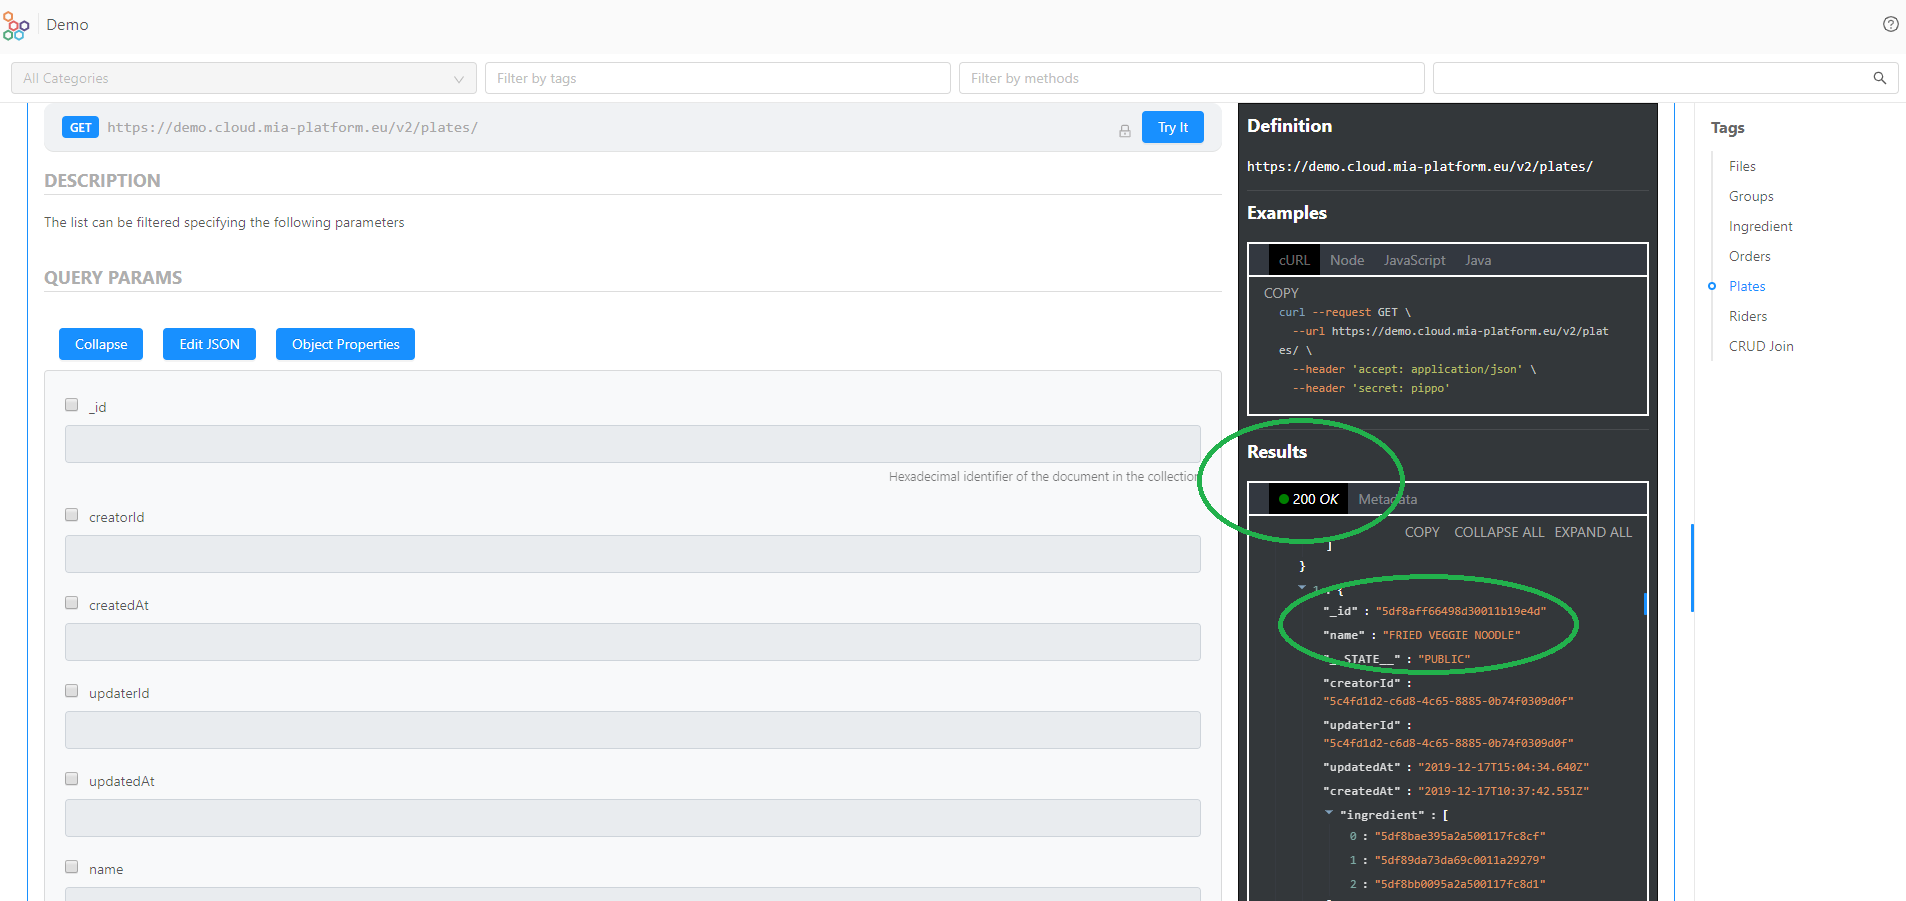 Demo
All Categories
Filter by tags
Filter by methods
GET https://demo.cloud.mia-platform.eu/v2/plates/
Try It
DESCRIPTION
The list can be filtered specifying the following parameters
QUERY PARAMS
Collapse
Edit JSON
Object Properties
_id
Hexadecimal identifier of the document in the collection
creatorId
createdAt
updaterId
updatedAt
name
Definition
https://demo.cloud.mia-platform.eu/v2/plates/
Examples
cURL Node JavaScript Java
COPY
curl --request GET \
--url https://demo.cloud.mia-platform.eu/v2/plat
es/ \
--header 'accept: application/json' \
--header 'secret: pippo'
Results
200 OK Metadata
COPY COLLAPSE ALL EXPAND ALL
]
}
1 : {
"_id" : "5df8aff66498d30011b19e4d"
"name" : "FRIED VEGGIE NOODLE"
"__STATE__" : "PUBLIC"
"creatorId" :
"5c4fd1d2-c6d8-4c65-8885-0b74f0309d0f"
"updaterId" :
"5c4fd1d2-c6d8-4c65-8885-0b74f0309d0f"
"updatedAt" : "2019-12-17T15:04:34.640Z"
"createdAt" : "2019-12-17T10:37:42.551Z"
"ingredient" : [
0 : "5df8bae395a2a500117fc8cf"
1 : "5df89da73da69c0011a29279"
2 : "5df8bb0095a2a500117fc8d1"
Tags
Files
Groups
Ingredient
Orders
Plates
Riders
CRUD Join